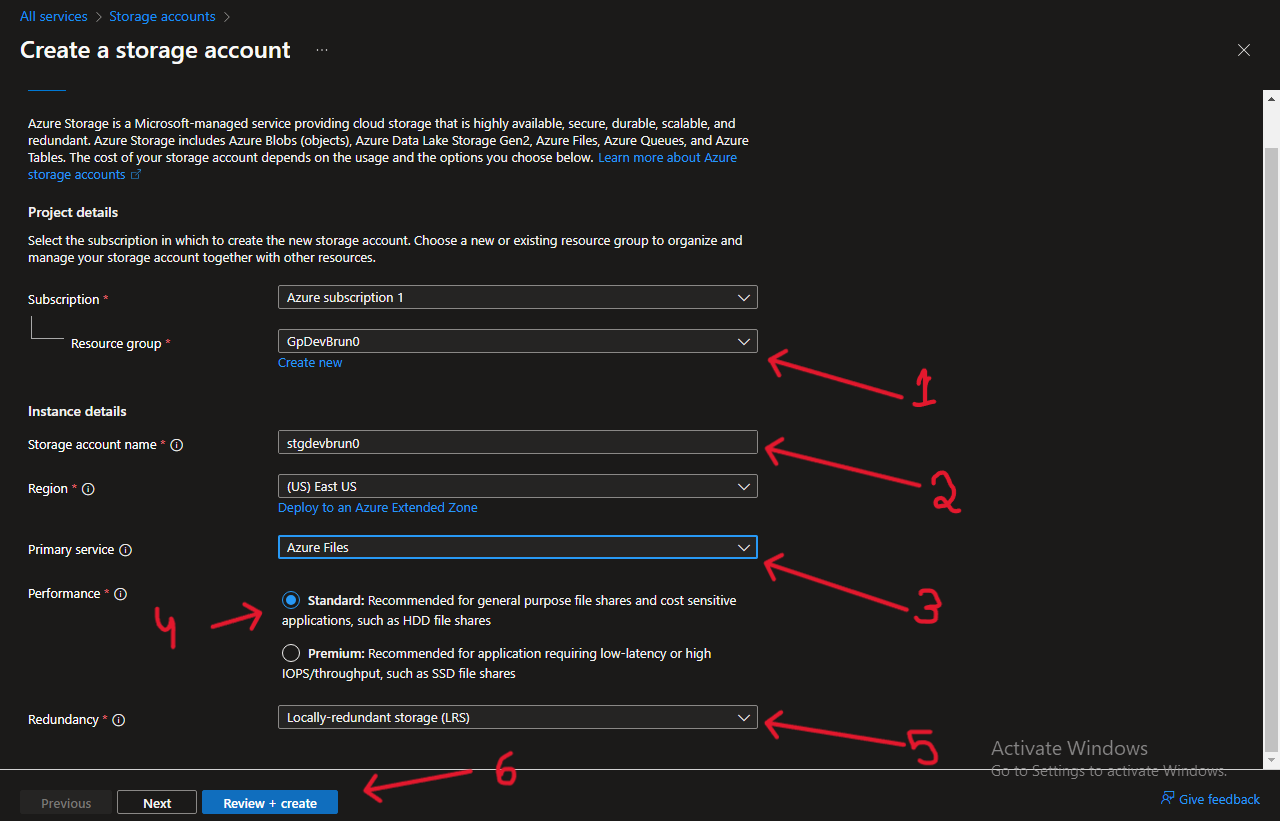 All services > Storage accounts >
Create a storage account ...
Azure Storage is a Microsoft-managed service providing cloud storage that is highly available, secure, durable, scalable, and
redundant. Azure Storage includes Azure Blobs (objects), Azure Data Lake Storage Gen2, Azure Files, Azure Queues, and Azure
Tables. The cost of your storage account depends on the usage and the options you choose below. Learn more about Azure
storage accounts
Project details
Select the subscription in which to create the new storage account. Choose a new or existing resource group to organize and
manage your storage account together with other resources.
Subscription * Azure subscription 1
Resource group * GpDevBrun0
Create new
1
Instance details
Storage account name * stgdevbrun0
2
Region * (US) East US
Deploy to an Azure Extended Zone
Primary service Azure Files
3
Performance *
4
Standard: Recommended for general purpose file shares and cost sensitive
applications, such as HDD file shares
Premium: Recommended for application requiring low-latency or high
IOPS/throughput, such as SSD file shares
Redundancy * Locally-redundant storage (LRS)
5
Activate Windows
Go to Settings to activate Windows.
6
Previous Next Review + create
Give feedback